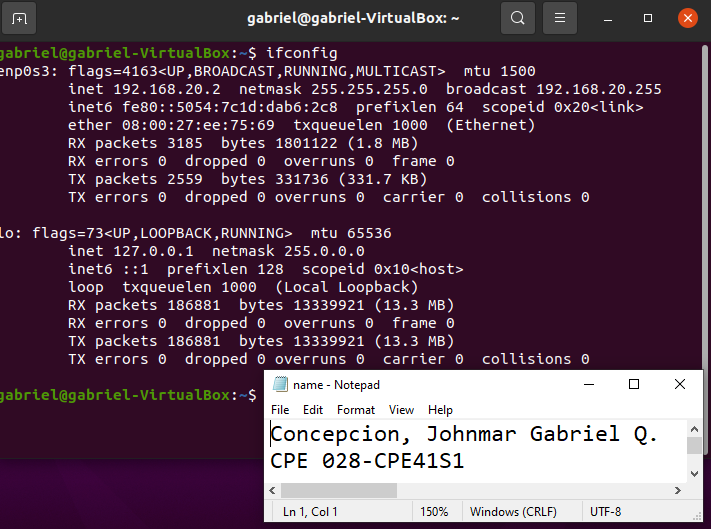 gabriel@gabriel-VirtualBox: ~
gabriel@gabriel-VirtualBox:~$ ifconfig
enp0s3: flags=4163<UP,BROADCAST,RUNNING,MULTICAST>  mtu 1500
        inet 192.168.20.2  netmask 255.255.255.0  broadcast 192.168.20.255
        inet6 fe80::5054:7c1d:dab6:2c8  prefixlen 64  scopeid 0x20<link>
        ether 08:00:27:ee:75:69  txqueuelen 1000  (Ethernet)
        RX packets 3185  bytes 1801122 (1.8 MB)
        RX errors 0  dropped 0  overruns 0  frame 0
        TX packets 2559  bytes 331736 (331.7 KB)
        TX errors 0  dropped 0 overruns 0  carrier 0  collisions 0
lo: flags=73<UP,LOOPBACK,RUNNING>  mtu 65536
        inet 127.0.0.1  netmask 255.0.0.0
        inet6 ::1  prefixlen 128  scopeid 0x10<host>
        loop  txqueuelen 1000  (Local Loopback)
        RX packets 186881  bytes 13339921 (13.3 MB)
        RX errors 0  dropped 0  overruns 0  frame 0
        TX packets 186881  bytes 13339921 (13.3 MB)
        TX errors 0  dropped 0 overruns 0  carrier 0  collisions 0
gabriel@gabriel-VirtualBox:~$
name - Notepad
File Edit Format View Help
Concepcion, Johnmar Gabriel Q.
CPE 028-CPE41S1
Ln 1, Col 1 150% Windows (CRLF) UTF-8